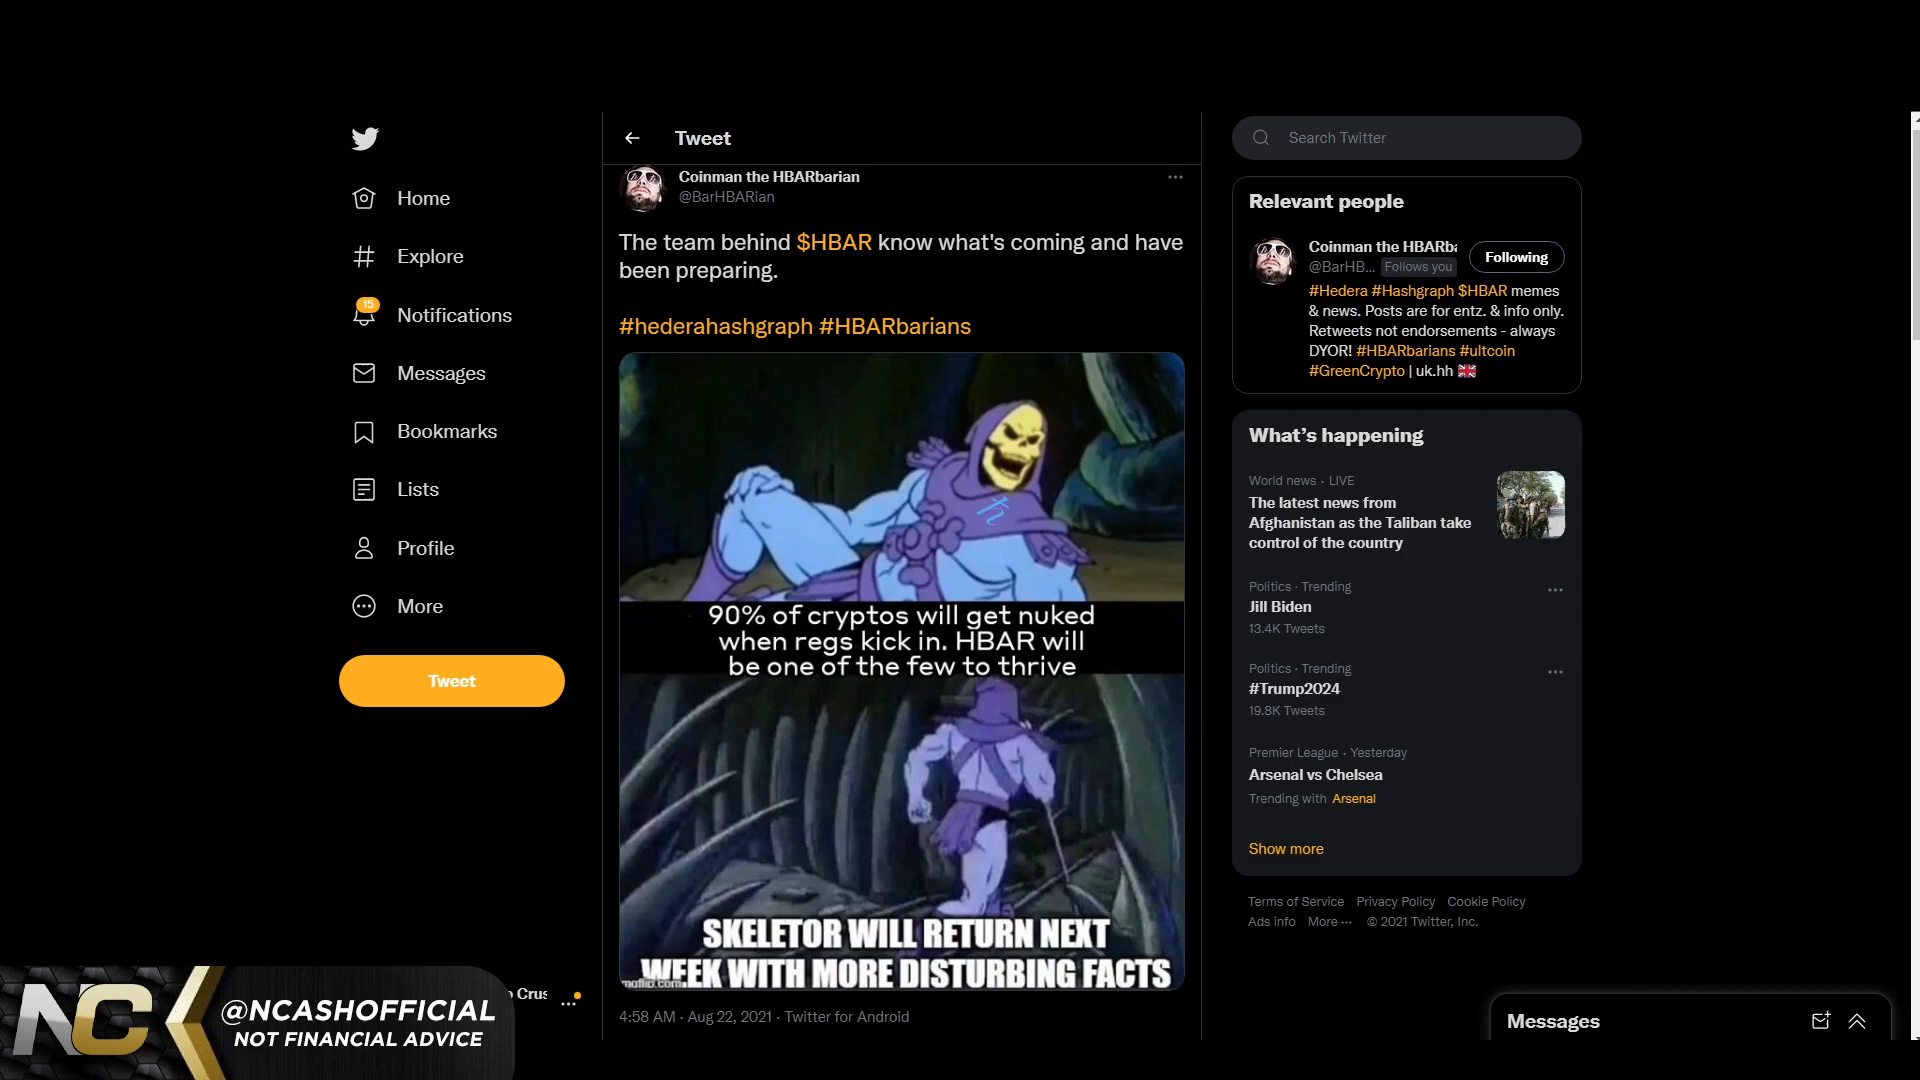 Home
Explore
15
Notifications
Messages
Bookmarks
Lists
Profile
More
Tweet
Tweet
Coinman the HBARbarian
@BarHBARian
The team behind $HBAR know what's coming and have
been preparing.
#hederahashgraph #HBARbarians
90% of cryptos will get nuked
when regs kick in. HBAR will
be one of the few to thrive
SKELETOR WILL RETURN NEXT
WEEK WITH MORE DISTURBING FACTS
imgflip.com
4:58 AM · Aug 22, 2021 · Twitter for Android
Search Twitter
Relevant people
Coinman the HBARba
@BarHB... Follows you
Following
#Hedera #Hashgraph $HBAR memes
& news. Posts are for entz. & info only.
Retweets not endorsements - always
DYOR! #HBARbarians #ultcoin
#GreenCrypto | uk.hh 🇬🇧
What's happening
World news · LIVE
The latest news from
Afghanistan as the Taliban take
control of the country
Politics · Trending
Jill Biden
13.4K Tweets
Politics · Trending
#Trump2024
19.8K Tweets
Premier League · Yesterday
Arsenal vs Chelsea
Trending with Arsenal
Show more
Terms of Service Privacy Policy Cookie Policy
Ads info More ··· © 2021 Twitter, Inc.
Messages
Crus
NC
@NCASHOFFICIAL
NOT FINANCIAL ADVICE